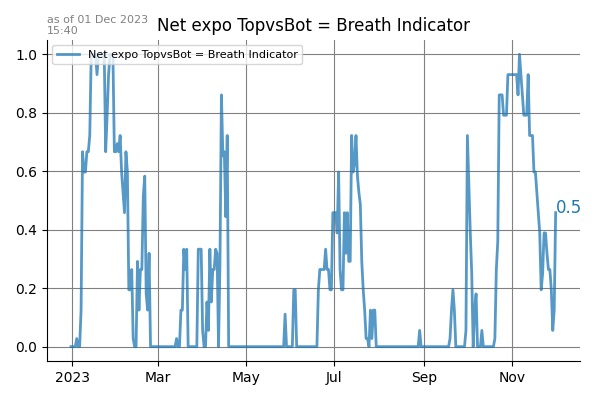 as of 01 Dec 2023
15:40
Net expo TopvsBot = Breath Indicator
Net expo TopvsBot = Breath Indicator
1.0
0.8
0.6
0.4
0.2
0.0
0.5
2023 Mar May Jul Sep Nov